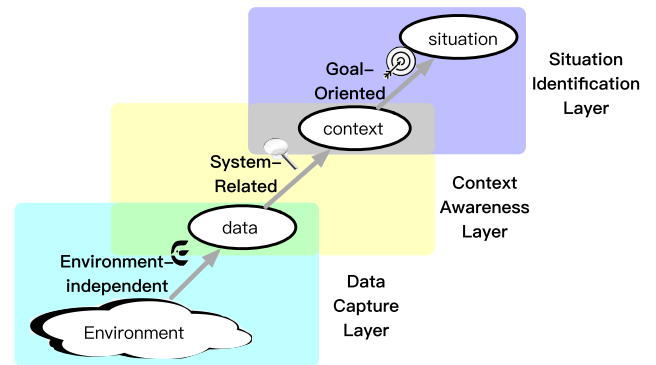 situation
Situation
Identification
Layer
Goal-
Oriented
context
System-
Related
Context
Awareness
Layer
data
Environment-
independent
Data
Capture
Layer
Environment